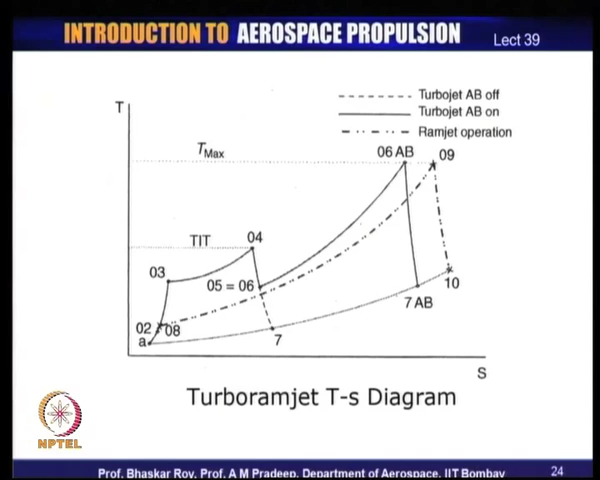 INTRODUCTION TO AEROSPACE PROPULSION
Lect 39
Turbojet AB off
Turbojet AB on
Ramjet operation
T
TMax
06 AB
09
TIT
04
03
05 = 06
02
08
a
7
7 AB
10
S
Turboramjet T-s Diagram
NPTEL
Prof. Bhaskar Roy, Prof. A M Pradeep, Department of Aerospace, IIT Bombay
24